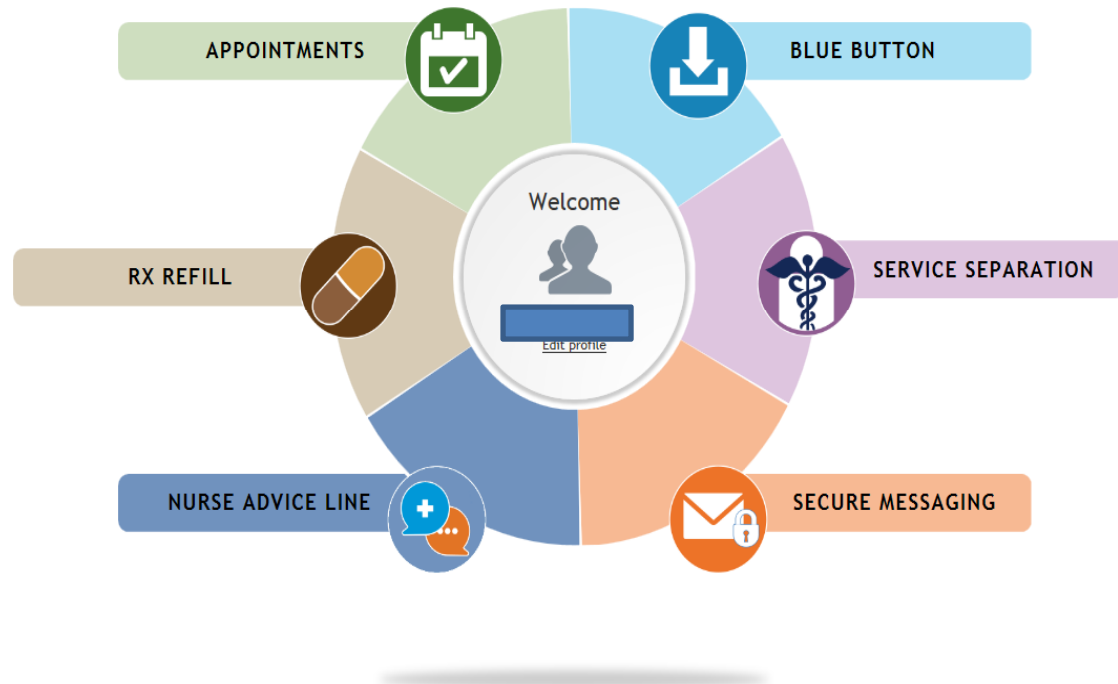 APPOINTMENTS
BLUE BUTTON
Welcome
RX REFILL
SERVICE SEPARATION
Edit profile
NURSE ADVICE LINE
SECURE MESSAGING